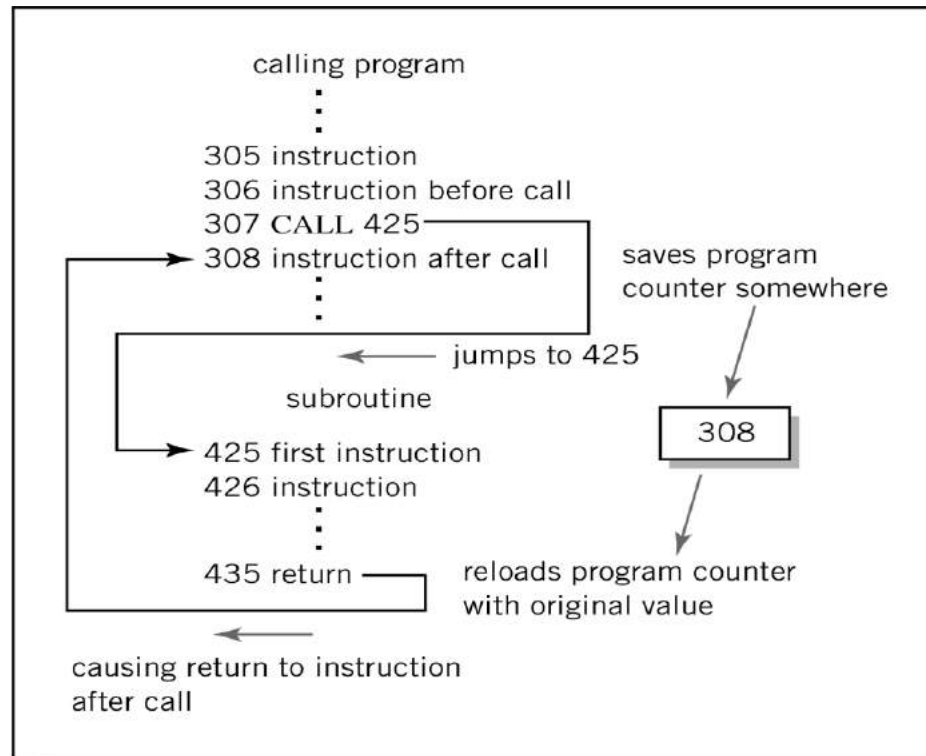 calling program
305 instruction
306 instruction before call
307 CALL 425
308 instruction after call
saves program
counter somewhere
jumps to 425
subroutine
308
425 first instruction
426 instruction
435 return
reloads program counter
with original value
causing return to instruction
after call